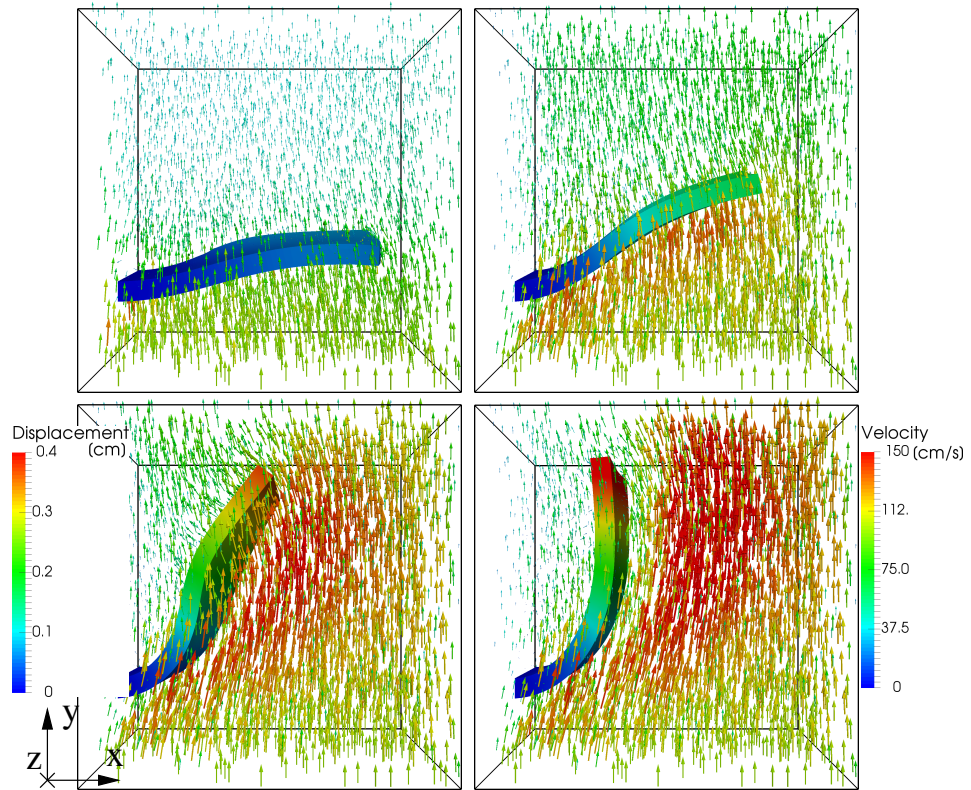 Displacement
(cm)
0.4
0.3
0.2
0.1
0
Velocity
(cm/s)
150
112.
75.0
37.5
0
y
z
x